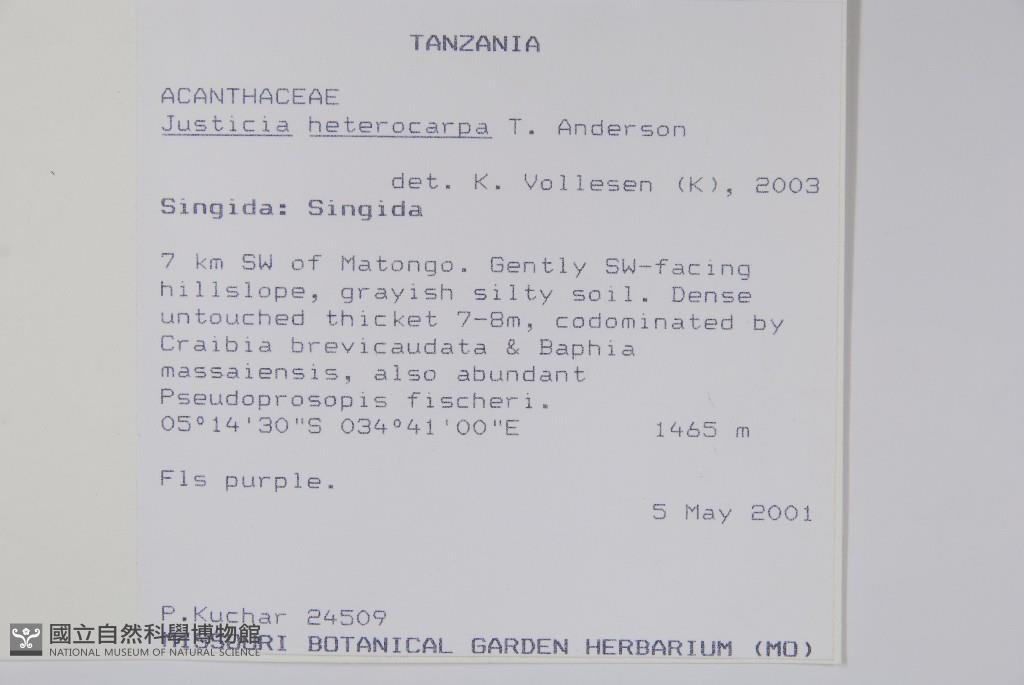 TANZANIA
ACANTHACEAE
Justicia heterocarpa T. Anderson
det. K. Vollesen (K), 2003
Singida: Singida
7 km SW of Matongo. Gently SW-facing
hillslope, grayish silty soil. Dense
untouched thicket 7-8m, codominated by
Craibia brevicaudata & Baphia
massaiensis, also abundant
Pseudoprosopis fischeri.
05°14'30"S 034°41'00"E 1465 m
Fls purple.
5 May 2001
P.Kuchar 24509
MISSOURI BOTANICAL GARDEN HERBARIUM (MO)
國立自然科學博物館
NATIONAL MUSEUM OF NATURAL SCIENCE